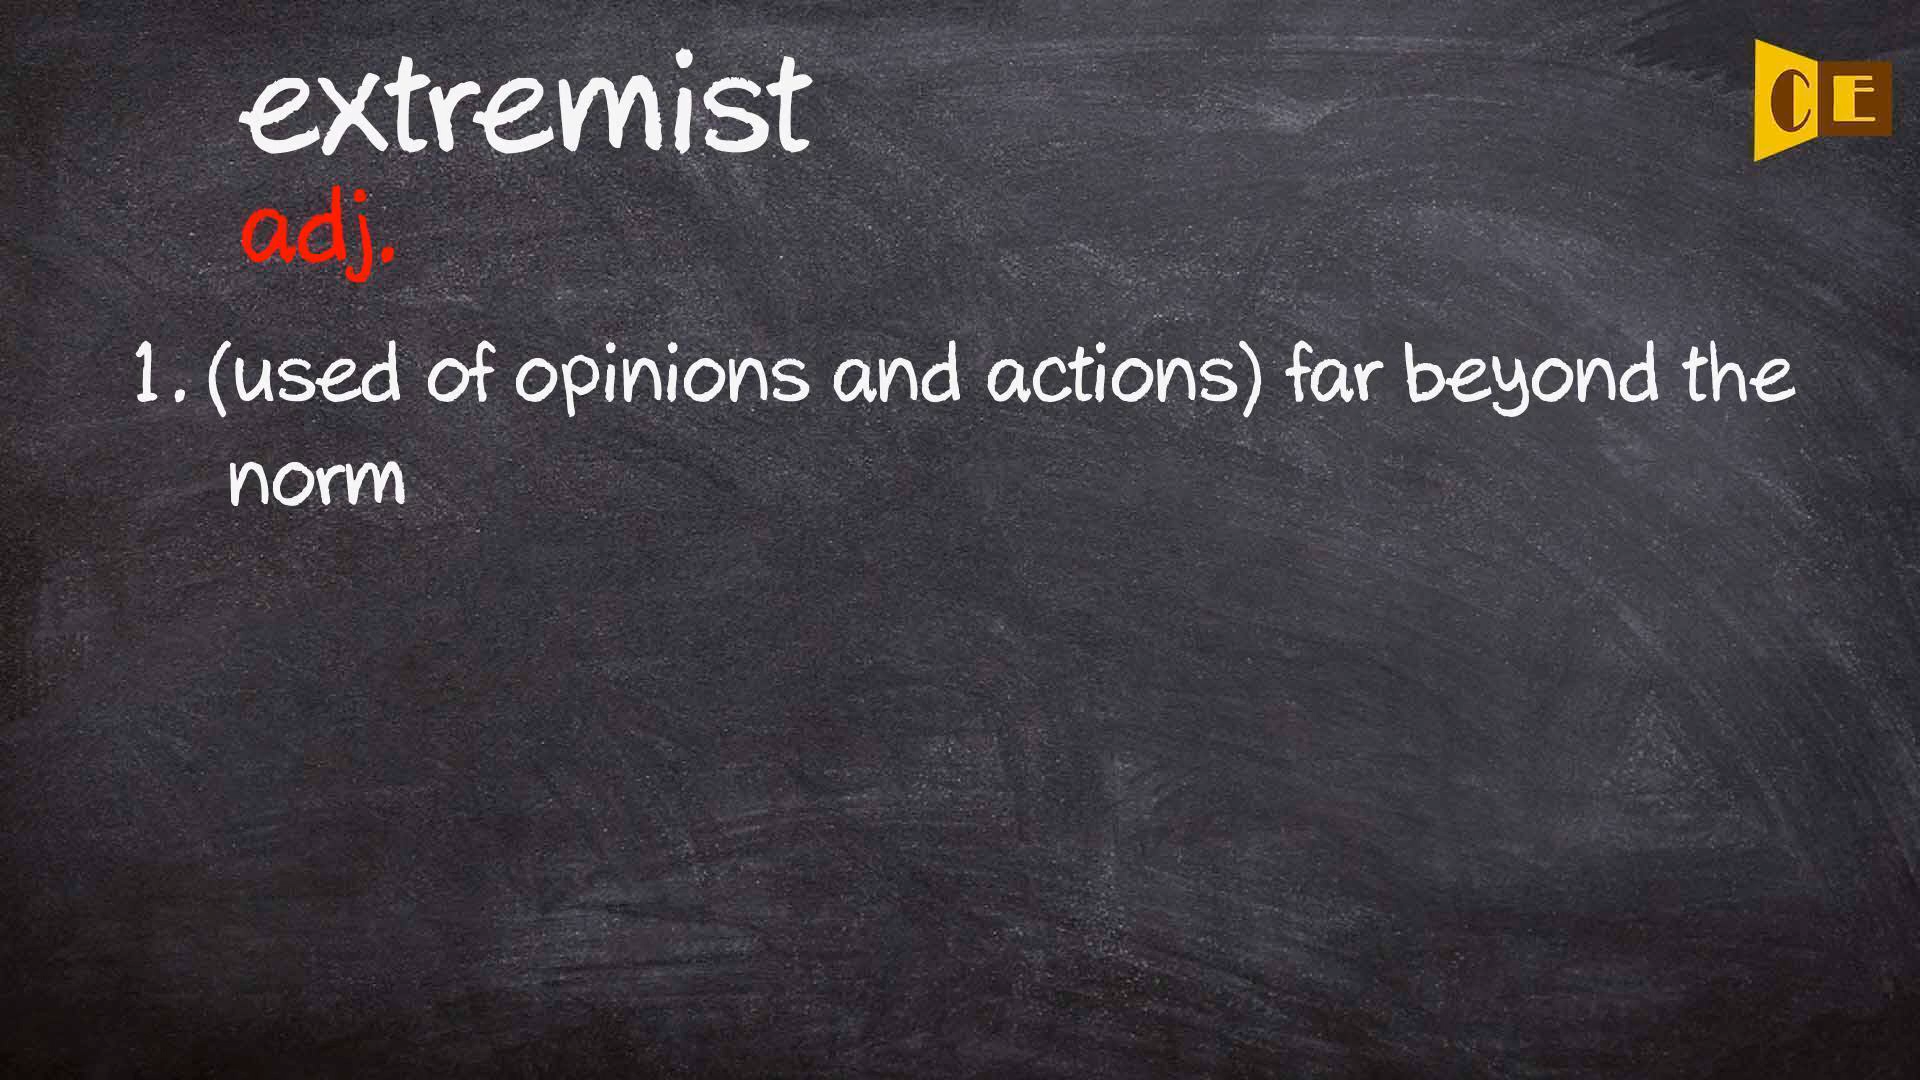 extremist
CE
adj.
1. (used of opinions and actions) far beyond the
norm